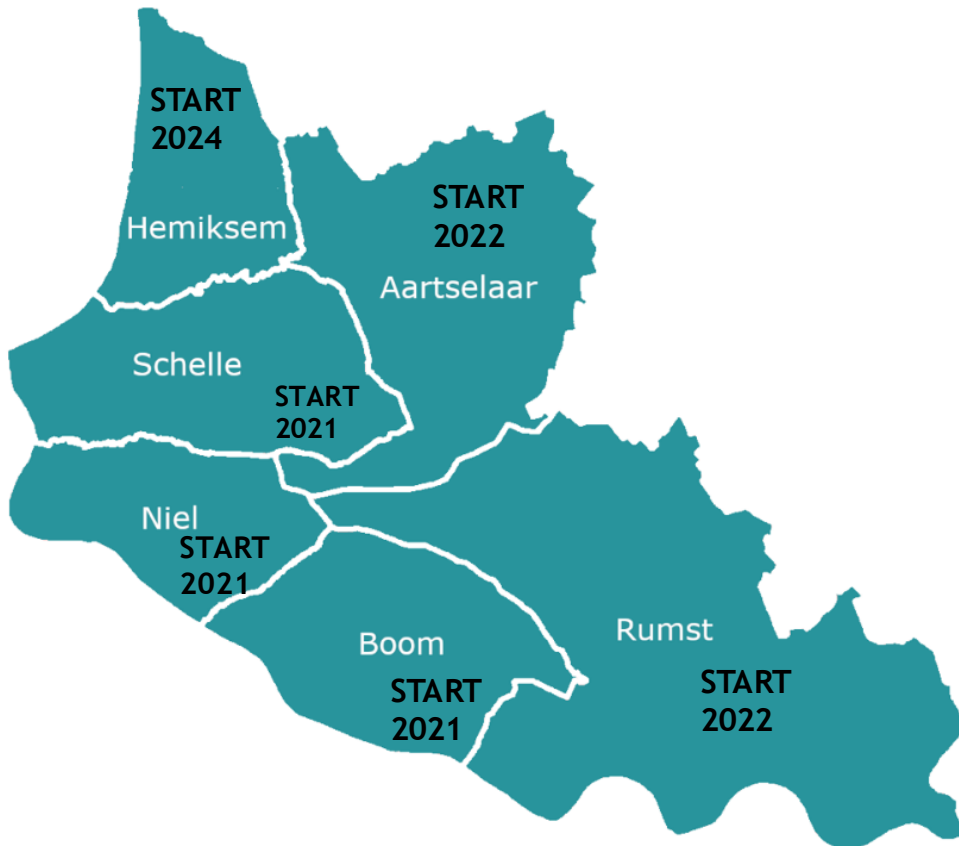 START
2024
Hemiksem
START
2022
Aartselaar
Schelle
START
2021
Niel
START
2021
Boom
START
2021
Rumst
START
2022